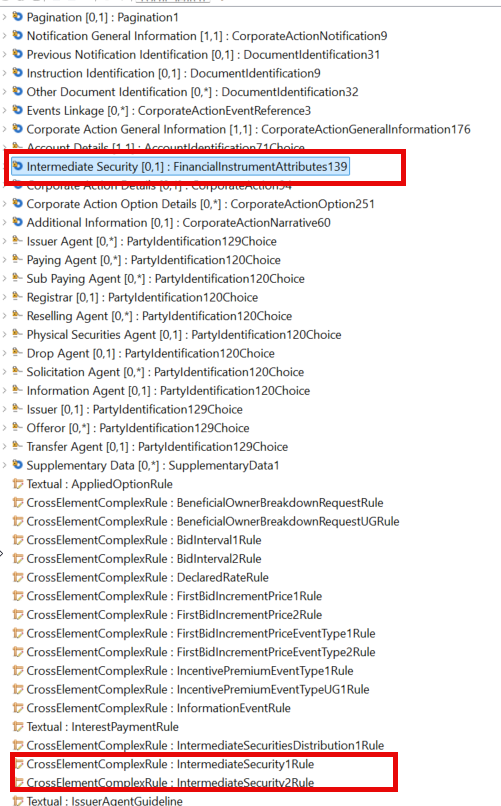 Pagination [0,1] : Pagination1
Notification General Information [1,1] : CorporateActionNotification9
Previous Notification Identification [0,1] : DocumentIdentification31
Instruction Identification [0,1] : DocumentIdentification9
Other Document Identification [0,*] : DocumentIdentification32
Events Linkage [0,*] : CorporateActionEventReference3
Corporate Action General Information [1,1] : CorporateActionGeneralInformation176
Account Details [1,1] : AccountIdentification71Choice
Intermediate Security [0,1] : FinancialInstrumentAttributes139
Corporate Action Details [0,1] : CorporateAction94
Corporate Action Option Details [0,*] : CorporateActionOption251
Additional Information [0,1] : CorporateActionNarrative60
Issuer Agent [0,*] : PartyIdentification129Choice
Paying Agent [0,*] : PartyIdentification120Choice
Sub Paying Agent [0,*] : PartyIdentification120Choice
Registrar [0,1] : PartyIdentification120Choice
Reselling Agent [0,*] : PartyIdentification120Choice
Physical Securities Agent [0,1] : PartyIdentification120Choice
Drop Agent [0,1] : PartyIdentification120Choice
Solicitation Agent [0,*] : PartyIdentification120Choice
Information Agent [0,1] : PartyIdentification120Choice
Issuer [0,1] : PartyIdentification129Choice
Offeror [0,*] : PartyIdentification129Choice
Transfer Agent [0,1] : PartyIdentification129Choice
Supplementary Data [0,*] : SupplementaryData1
Textual : AppliedOptionRule
CrossElementComplexRule : BeneficialOwnerBreakdownRequestRule
CrossElementComplexRule : BeneficialOwnerBreakdownRequestUGRule
CrossElementComplexRule : BidInterval1Rule
CrossElementComplexRule : BidInterval2Rule
CrossElementComplexRule : DeclaredRateRule
CrossElementComplexRule : FirstBidIncrementPrice1Rule
CrossElementComplexRule : FirstBidIncrementPrice2Rule
CrossElementComplexRule : FirstBidIncrementPriceEventType1Rule
CrossElementComplexRule : FirstBidIncrementPriceEventType2Rule
CrossElementComplexRule : IncentivePremiumEventType1Rule
CrossElementComplexRule : IncentivePremiumEventTypeUG1Rule
CrossElementComplexRule : InformationEventRule
Textual : InterestPaymentRule
CrossElementComplexRule : IntermediateSecuritiesDistribution1Rule
CrossElementComplexRule : IntermediateSecurity1Rule
CrossElementComplexRule : IntermediateSecurity2Rule
Textual : IssuerAgentGuideline